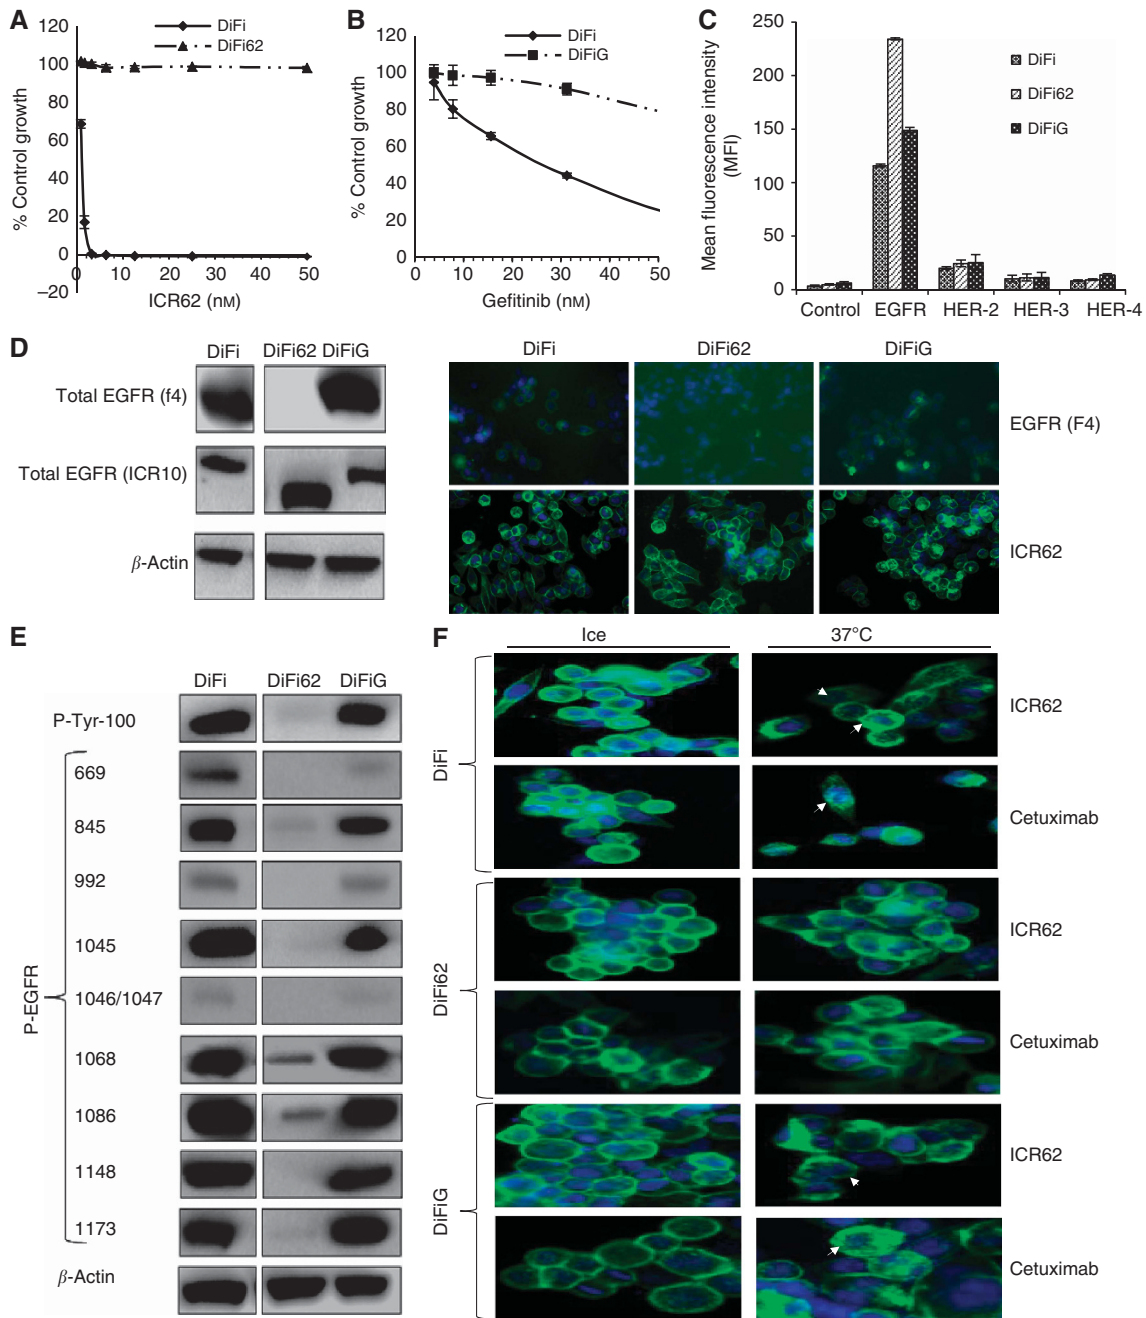 A
120
100
80
60
40
20
0
–20
% Control growth
DiFi
DiFi62
0 10 20 30 40 50
ICR62 (nM)
B
120
100
80
60
40
20
0
% Control growth
DiFi
DiFiG
0 10 20 30 40 50
Gefitinib (nM)
C
250
200
150
100
50
0
Mean fluorescence intensity
(MFI)
DiFi
DiFi62
DiFiG
Control EGFR HER-2 HER-3 HER-4
D
DiFi DiFi62 DiFiG
Total EGFR (f4)
Total EGFR (ICR10)
β-Actin
DiFi DiFi62 DiFiG
EGFR (F4)
ICR62
E
DiFi DiFi62 DiFiG
P-Tyr-100
P-EGFR
669
845
992
1045
1046/1047
1068
1086
1148
1173
β-Actin
F
Ice 37°C
DiFi
ICR62
Cetuximab
DiFi62
ICR62
Cetuximab
DiFiG
ICR62
Cetuximab